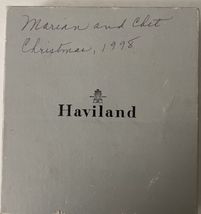 Marian and Chet
Christmas, 1998
Haviland